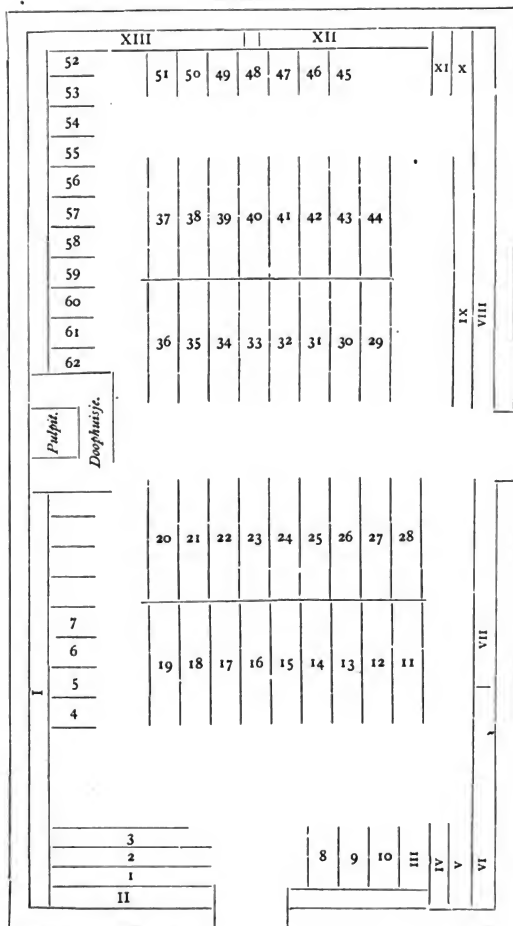 XIII XII
52 51 50 49 48 47 46 45 XI X
53
54
55
56
57 37 38 39 40 41 42 43 44
58
59
60 IX VIII
61 36 35 34 33 32 31 30 29
62
Pulpit. Doophuisje.
20 21 22 23 24 25 26 27 28
7
6 VII
19 18 17 16 15 14 13 12 11
5
I
4
3
2 8 9 10 III IV V VI
1
II